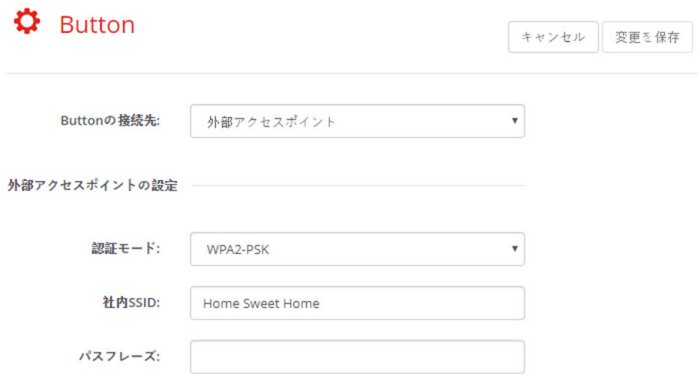 Button
キャンセル 変更を保存
Buttonの接続先: 外部アクセスポイント
外部アクセスポイントの設定
認証モード: WPA2-PSK
社内SSID: Home Sweet Home
パスフレーズ: